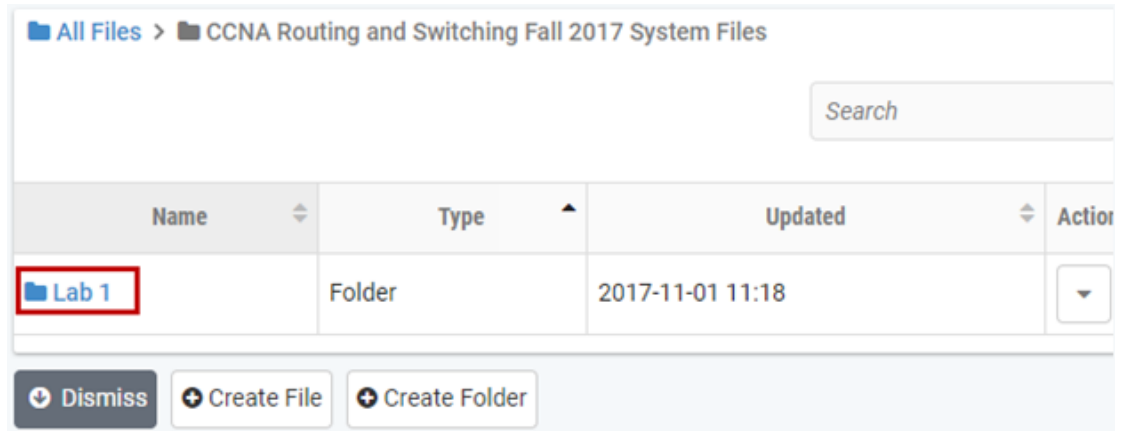 All Files > CCNA Routing and Switching Fall 2017 System Files
Search
Name Type Updated Action
Lab 1 Folder 2017-11-01 11:18
Dismiss Create File Create Folder